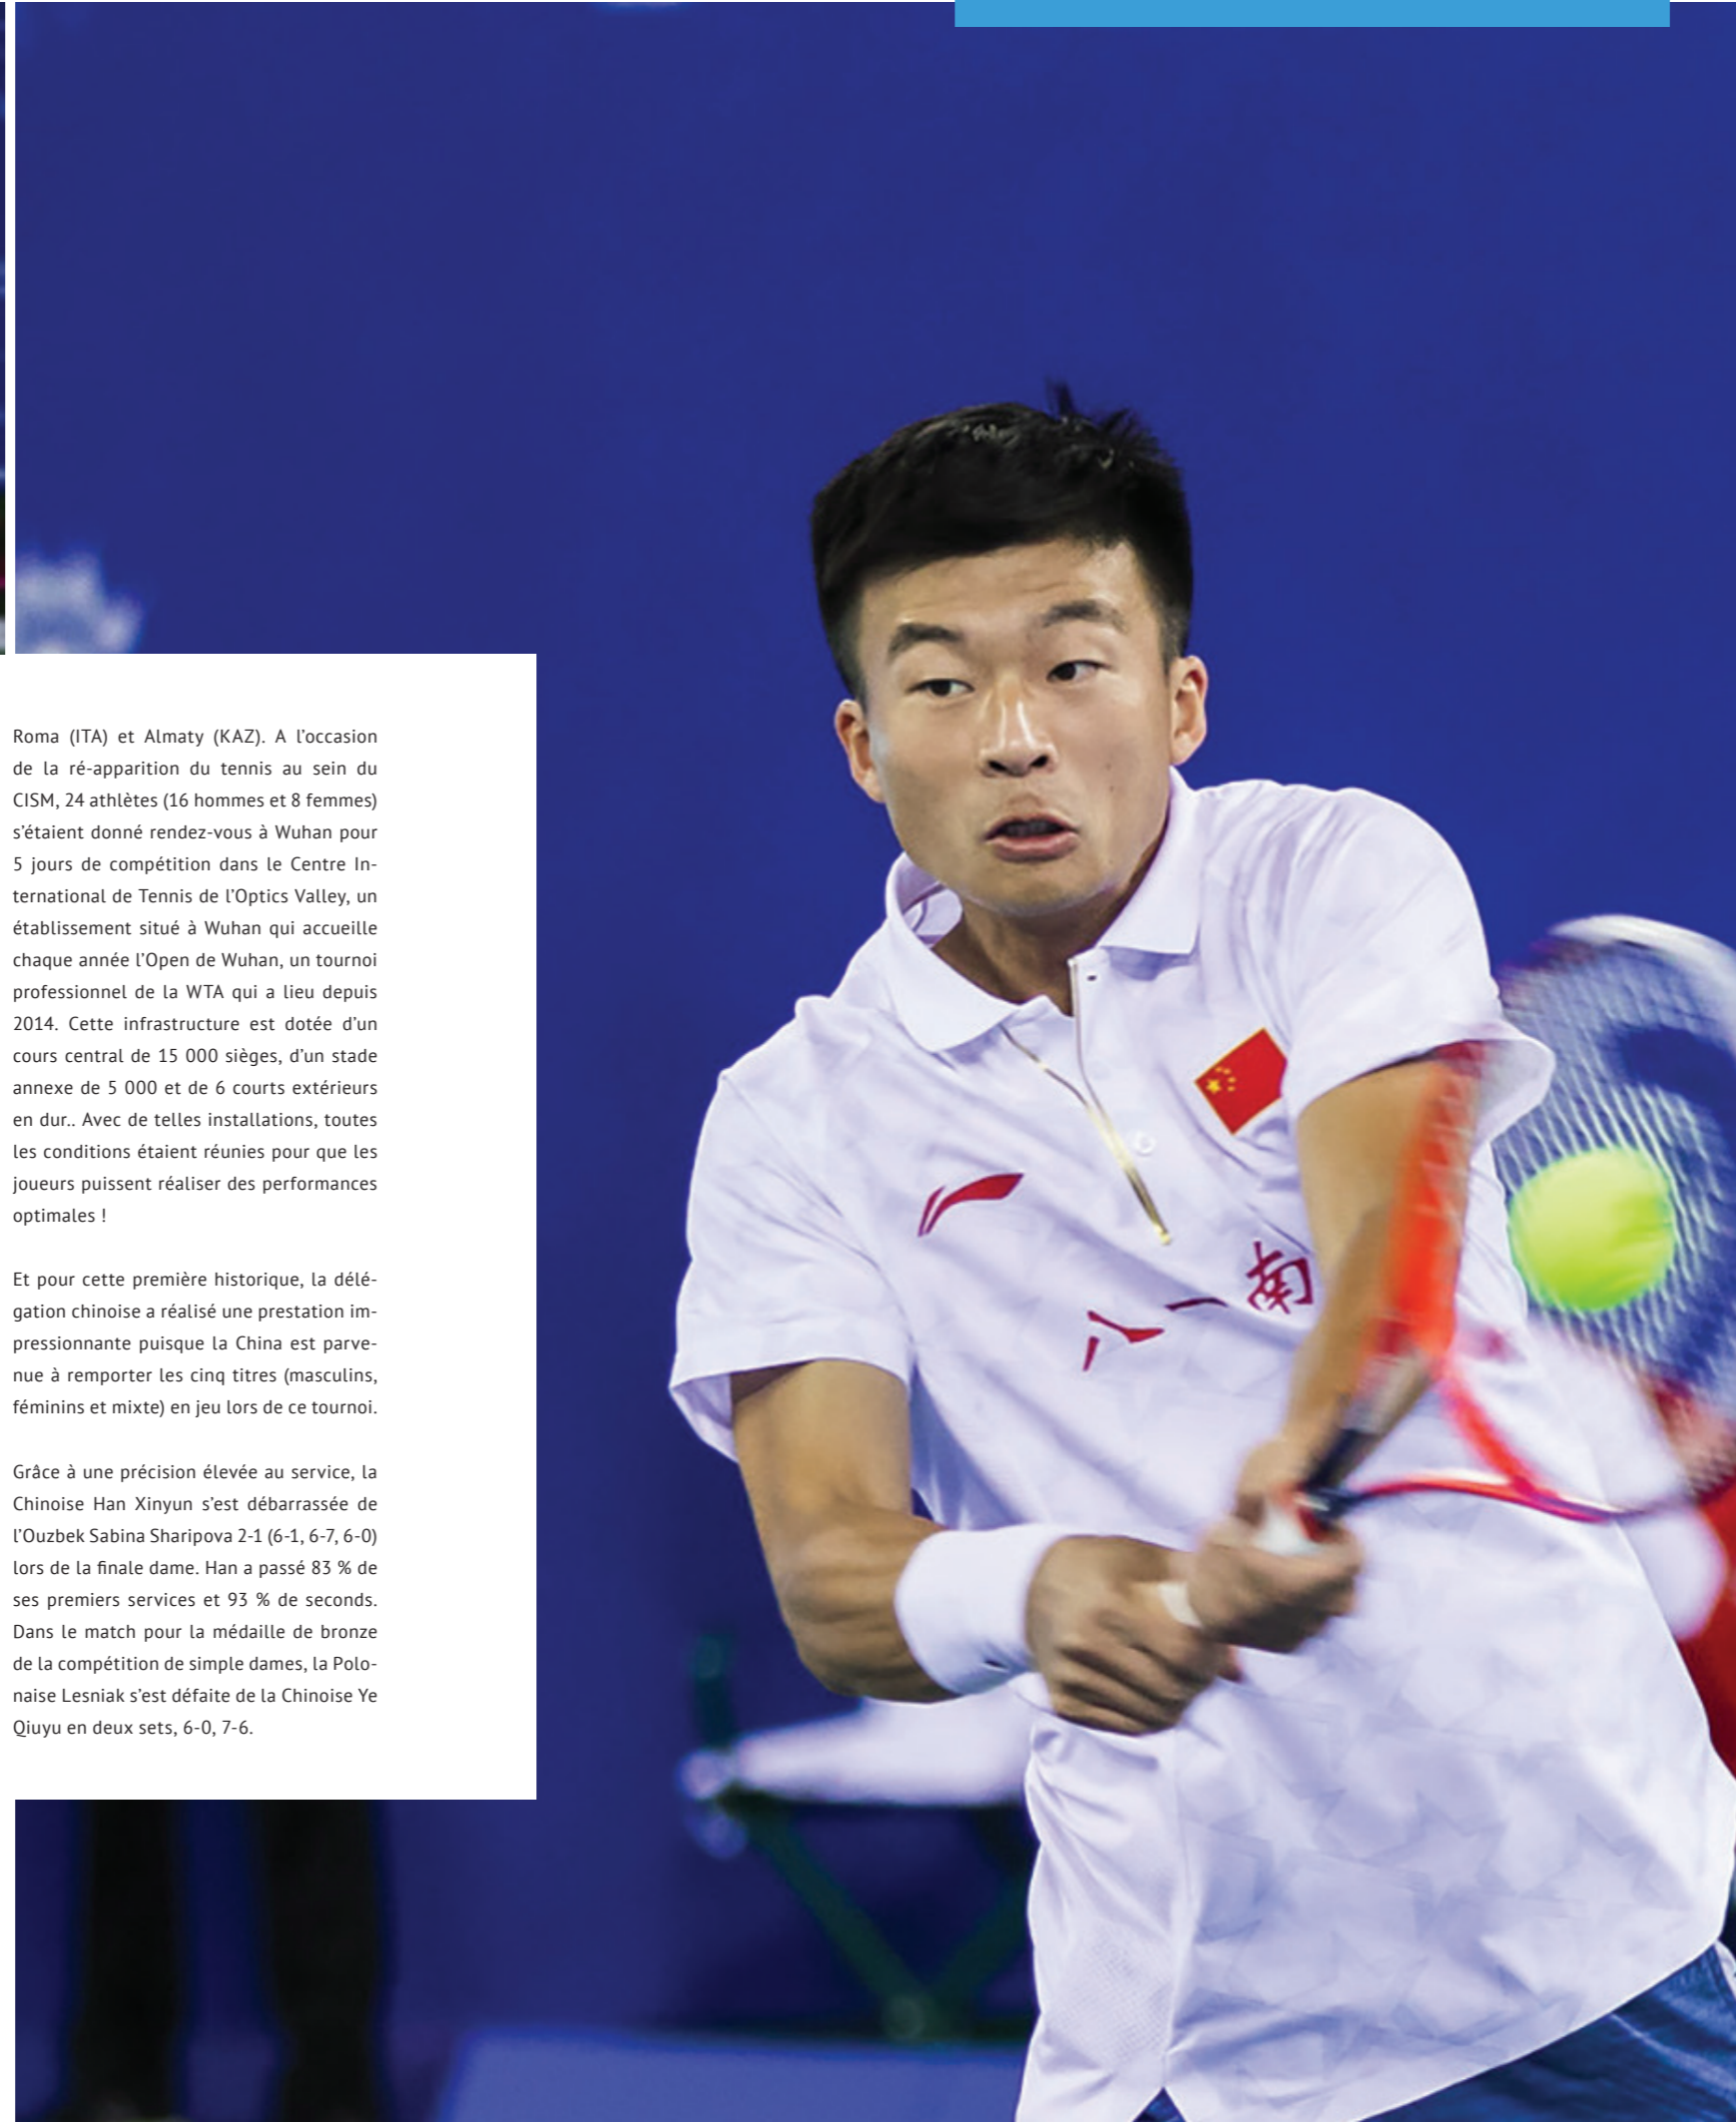 Roma (ITA) et Almaty (KAZ). A l’occasion
de la ré-apparition du tennis au sein du
CISM, 24 athlètes (16 hommes et 8 femmes)
s’étaient donné rendez-vous à Wuhan pour
5 jours de compétition dans le Centre In-
ternational de Tennis de l’Optics Valley, un
établissement situé à Wuhan qui accueille
chaque année l’Open de Wuhan, un tournoi
professionnel de la WTA qui a lieu depuis
2014. Cette infrastructure est dotée d’un
cours central de 15 000 sièges, d’un stade
annexe de 5 000 et de 6 courts extérieurs
en dur.. Avec de telles installations, toutes
les conditions étaient réunies pour que les
joueurs puissent réaliser des performances
optimales !
Et pour cette première historique, la délé-
gation chinoise a réalisé une prestation im-
pressionnante puisque la China est parve-
nue à remporter les cinq titres (masculins,
féminins et mixte) en jeu lors de ce tournoi.
Grâce à une précision élevée au service, la
Chinoise Han Xinyun s’est débarrassée de
l’Ouzbek Sabina Sharipova 2-1 (6-1, 6-7, 6-0)
lors de la finale dame. Han a passé 83 % de
ses premiers services et 93 % de seconds.
Dans le match pour la médaille de bronze
de la compétition de simple dames, la Polo-
naise Lesniak s’est défaite de la Chinoise Ye
Qiuyu en deux sets, 6-0, 7-6.
八一南